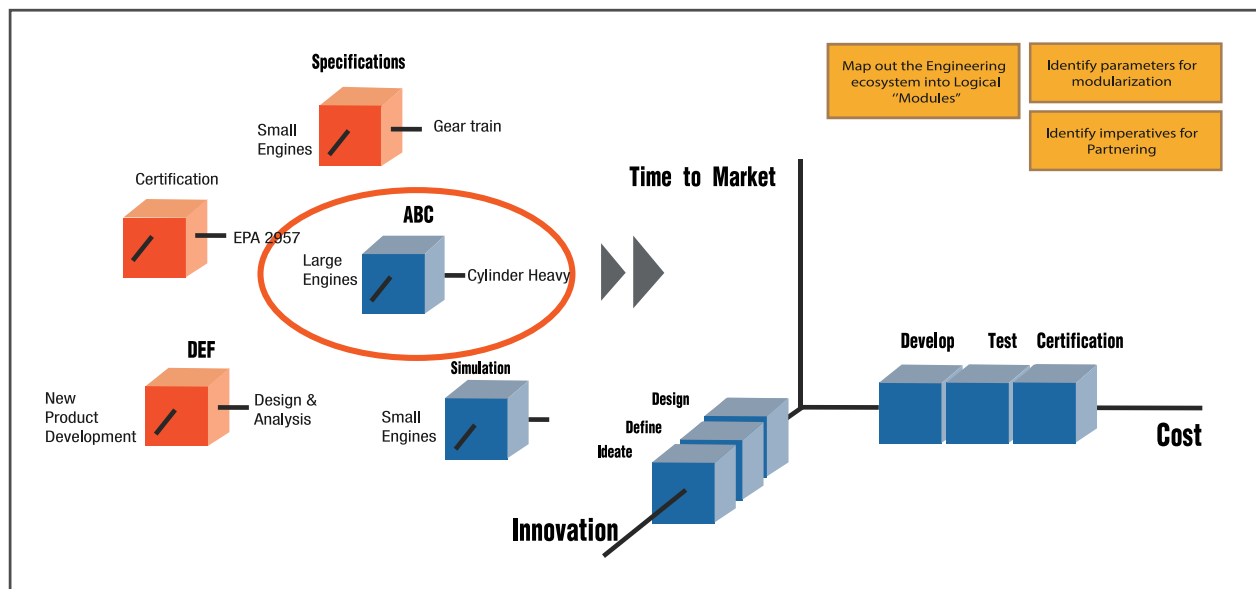 Specifications
Small
Engines
Gear train
Certification
EPA 2957
ABC
Large
Engines
Cylinder Heavy
DEF
New
Product
Development
Design &
Analysis
Simulation
Small
Engines
Map out the Engineering
ecosystem into Logical
“Modules”
Identify parameters for
modularization
Identify imperatives for
Partnering
Time to Market
Develop
Test
Certification
Cost
Design
Define
Ideate
Innovation